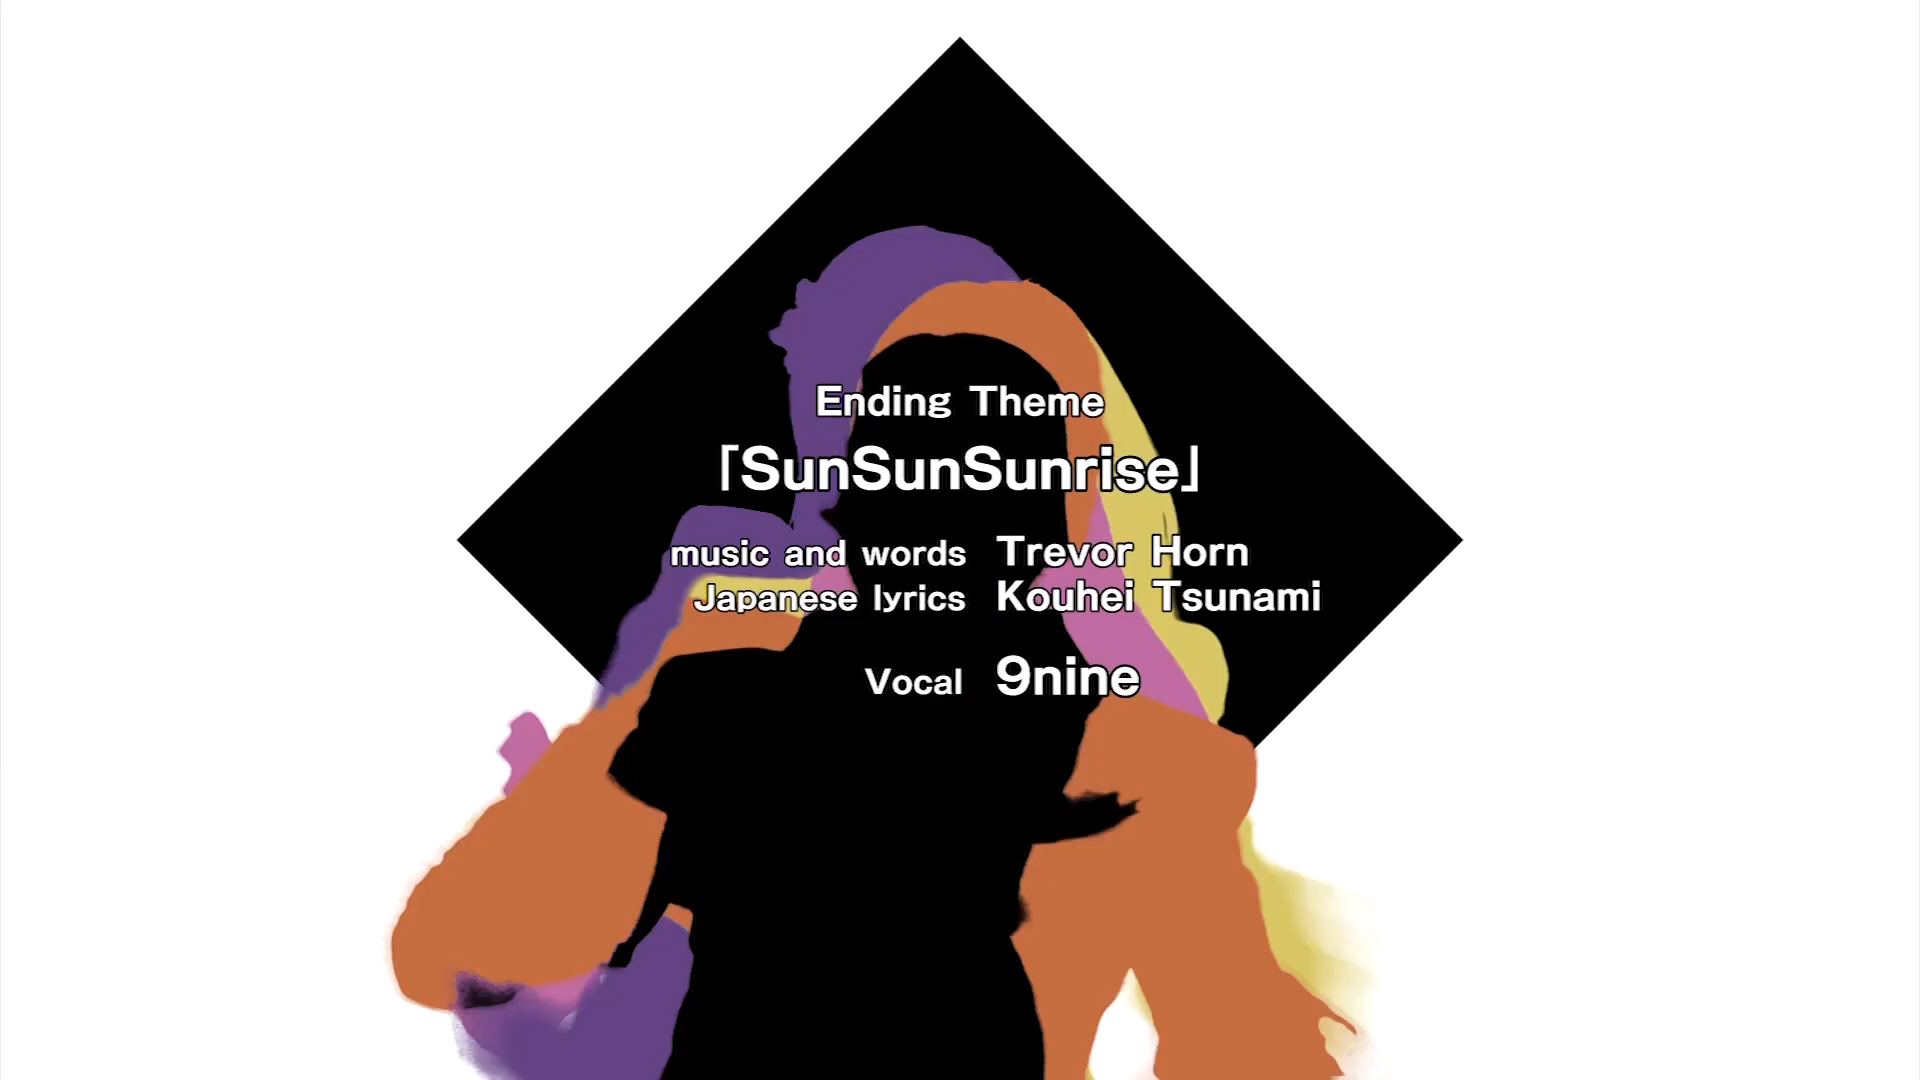 Ending Theme
「SunSunSunrise」
music and words Trevor Horn
Japanese lyrics Kouhei Tsunami
Vocal 9nine